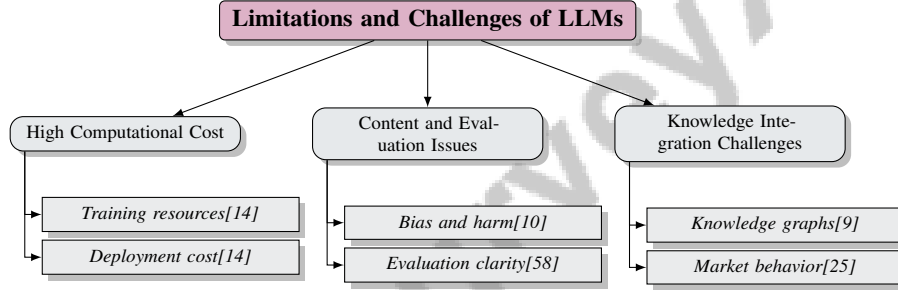 Limitations and Challenges of LLMs
High Computational Cost
Training resources[14]
Deployment cost[14]
Content and Eval-
uation Issues
Bias and harm[10]
Evaluation clarity[58]
Knowledge Inte-
gration Challenges
Knowledge graphs[9]
Market behavior[25]